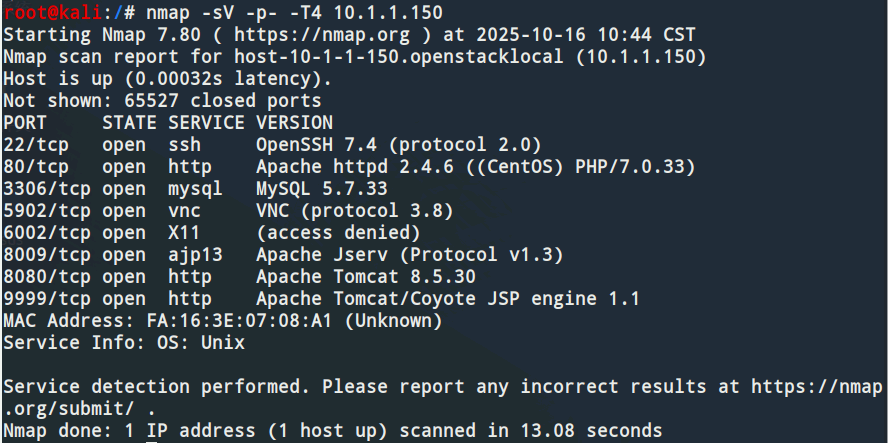 root@kali:/# nmap -sV -p- -T4 10.1.1.150
Starting Nmap 7.80 ( https://nmap.org ) at 2025-10-16 10:44 CST
Nmap scan report for host-10-1-1-150.openstacklocal (10.1.1.150)
Host is up (0.00032s latency).
Not shown: 65527 closed ports
PORT     STATE SERVICE VERSION
22/tcp   open  ssh     OpenSSH 7.4 (protocol 2.0)
80/tcp   open  http    Apache httpd 2.4.6 ((CentOS) PHP/7.0.33)
3306/tcp open  mysql   MySQL 5.7.33
5902/tcp open  vnc     VNC (protocol 3.8)
6002/tcp open  X11     (access denied)
8009/tcp open  ajp13   Apache Jserv (Protocol v1.3)
8080/tcp open  http    Apache Tomcat 8.5.30
9999/tcp open  http    Apache Tomcat/Coyote JSP engine 1.1
MAC Address: FA:16:3E:07:08:A1 (Unknown)
Service Info: OS: Unix

Service detection performed. Please report any incorrect results at https://nmap
.org/submit/ .
Nmap done: 1 IP address (1 host up) scanned in 13.08 seconds